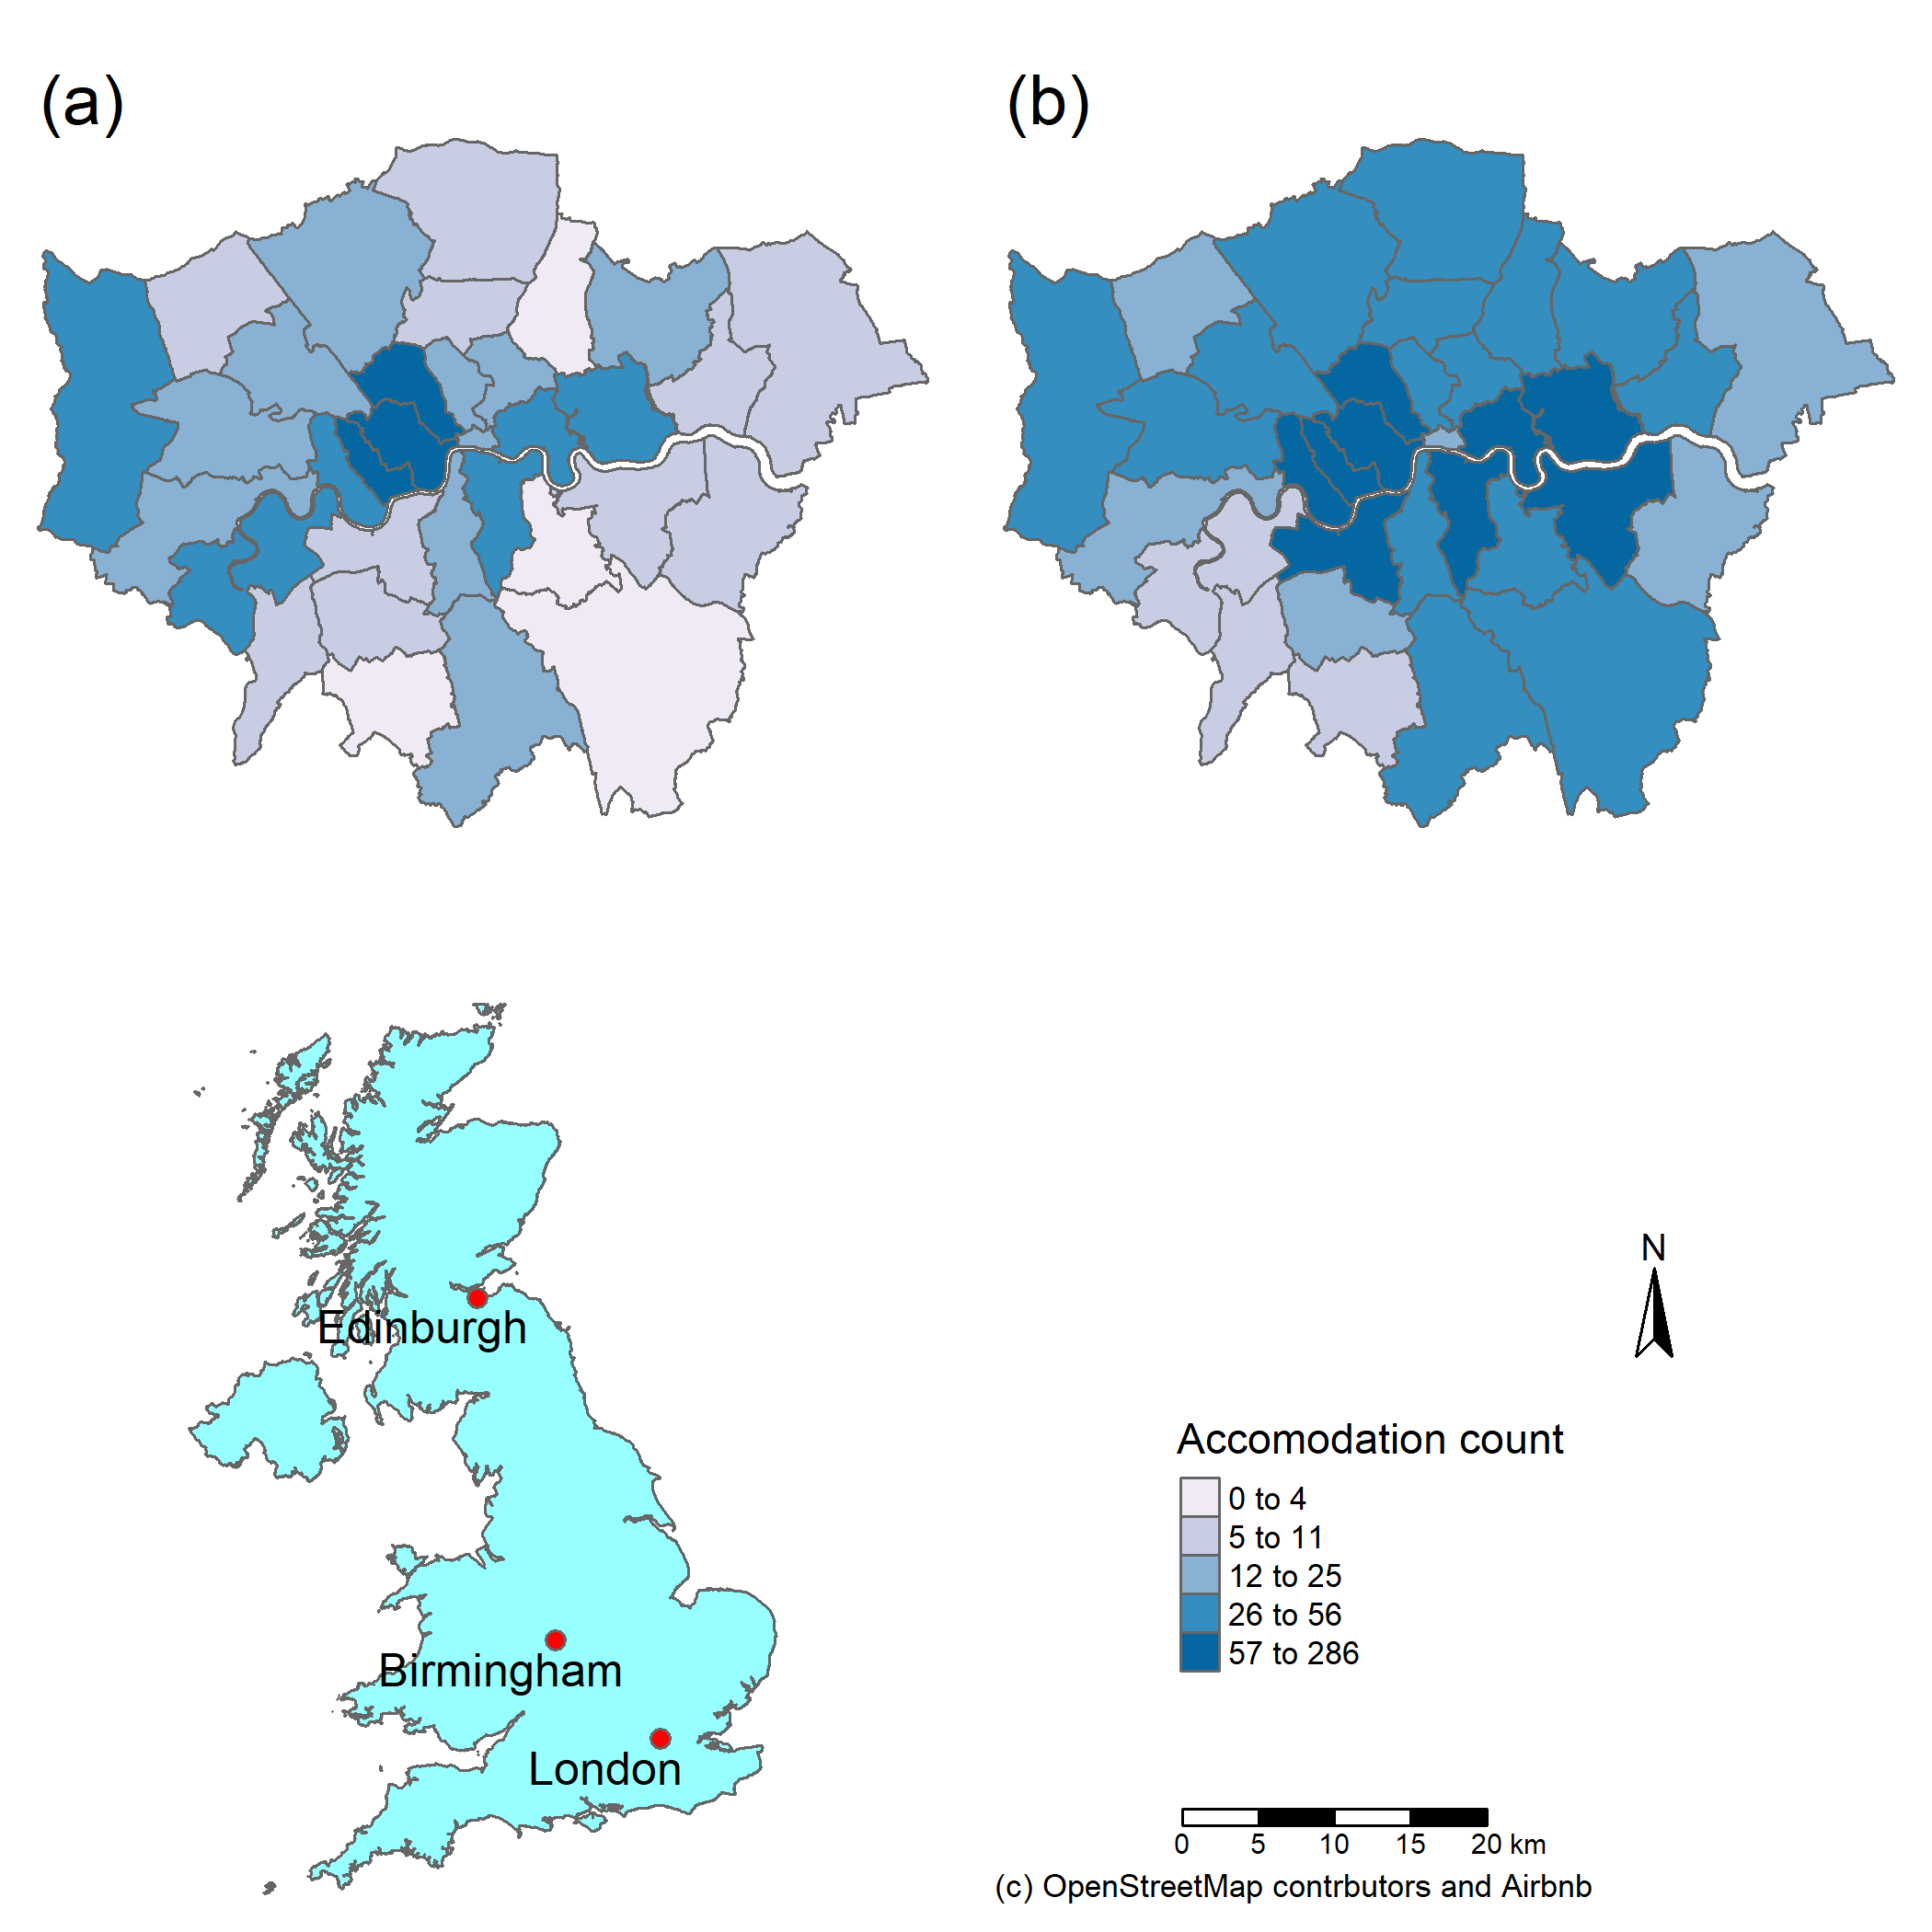 (a)
(b)
Edinburgh
Birmingham
London
N
Accomodation count
0 to 4
5 to 11
12 to 25
26 to 56
57 to 286
0 5 10 15 20 km
(c) OpenStreetMap contrbutors and Airbnb